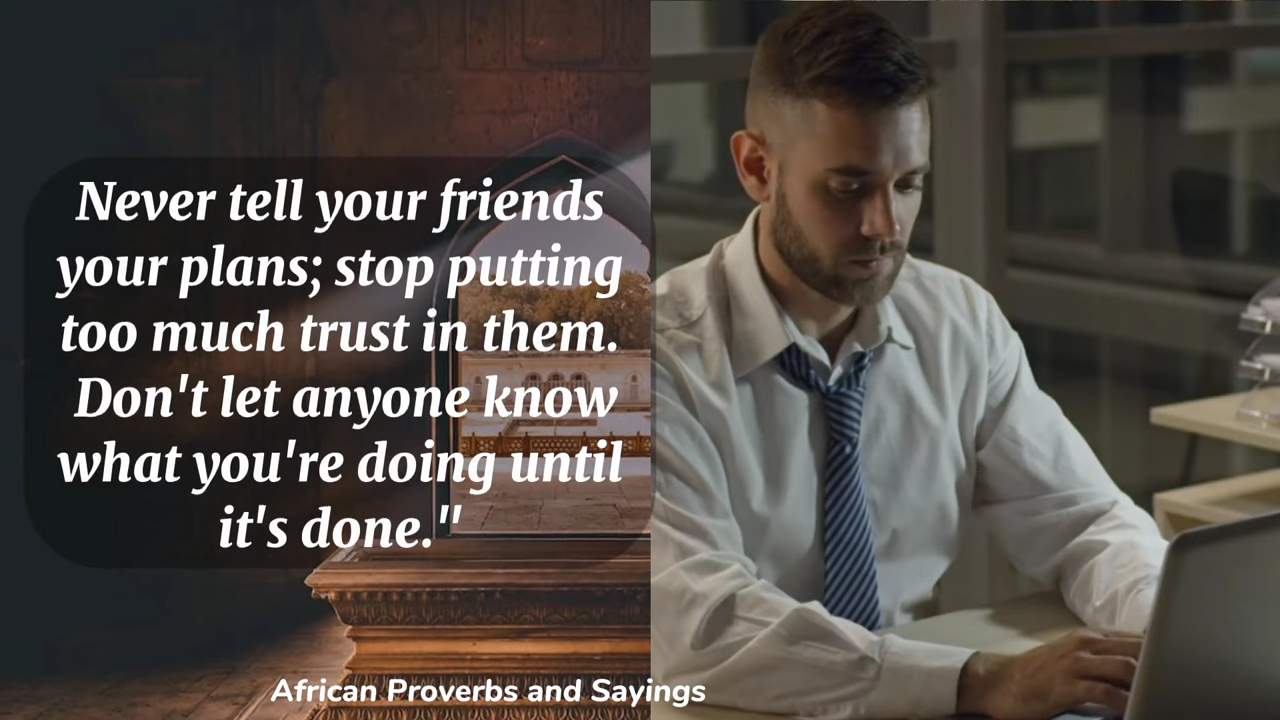 Never tell your friends
your plans; stop putting
too much trust in them.
Don't let anyone know
what you're doing until
it's done."
African Proverbs and Sayings